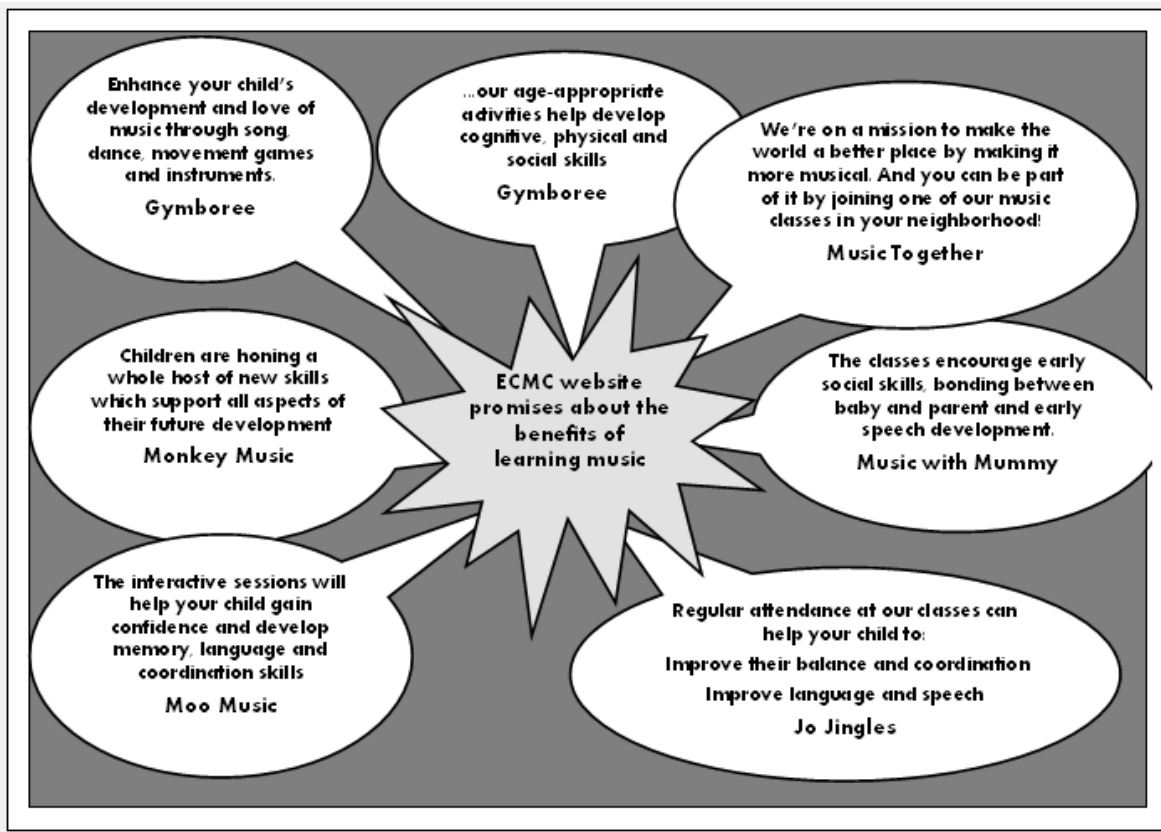 Enhance your child's
development and love of
music through song,
dance, movement games
and instruments.
Gymboree
...our age-appropriate
activities help develop
cognitive, physical and
social skills
Gymboree
We're on a mission to make the
world a better place by making it
more musical. And you can be part
of it by joining one of our music
classes in your neighborhood!
Music Together
Children are honing a
whole host of new skills
which support all aspects of
their future development
Monkey Music
ECMC website
promises about the
benefits of
learning music
The classes encourage early
social skills, bonding between
baby and parent and early
speech development.
Music with Mummy
The interactive sessions will
help your child gain
confidence and develop
memory, language and
coordination skills
Moo Music
Regular attendance at our classes can
help your child to:
Improve their balance and coordination
Improve language and speech
Jo Jingles